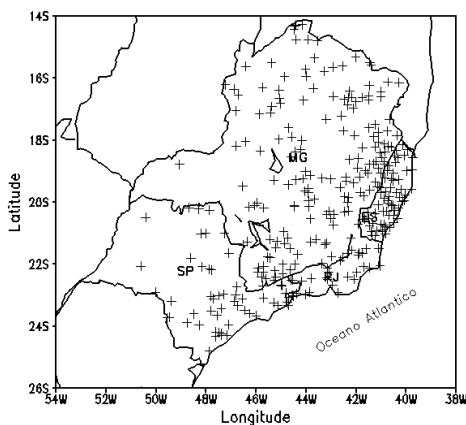 14S
16S
18S
20S
22S
24S
26S
Latitude
MG
ES
SP
RJ
Oceano Atlantico
54W 52W 50W 48W 46W 44W 42W 40W 38W
Longitude